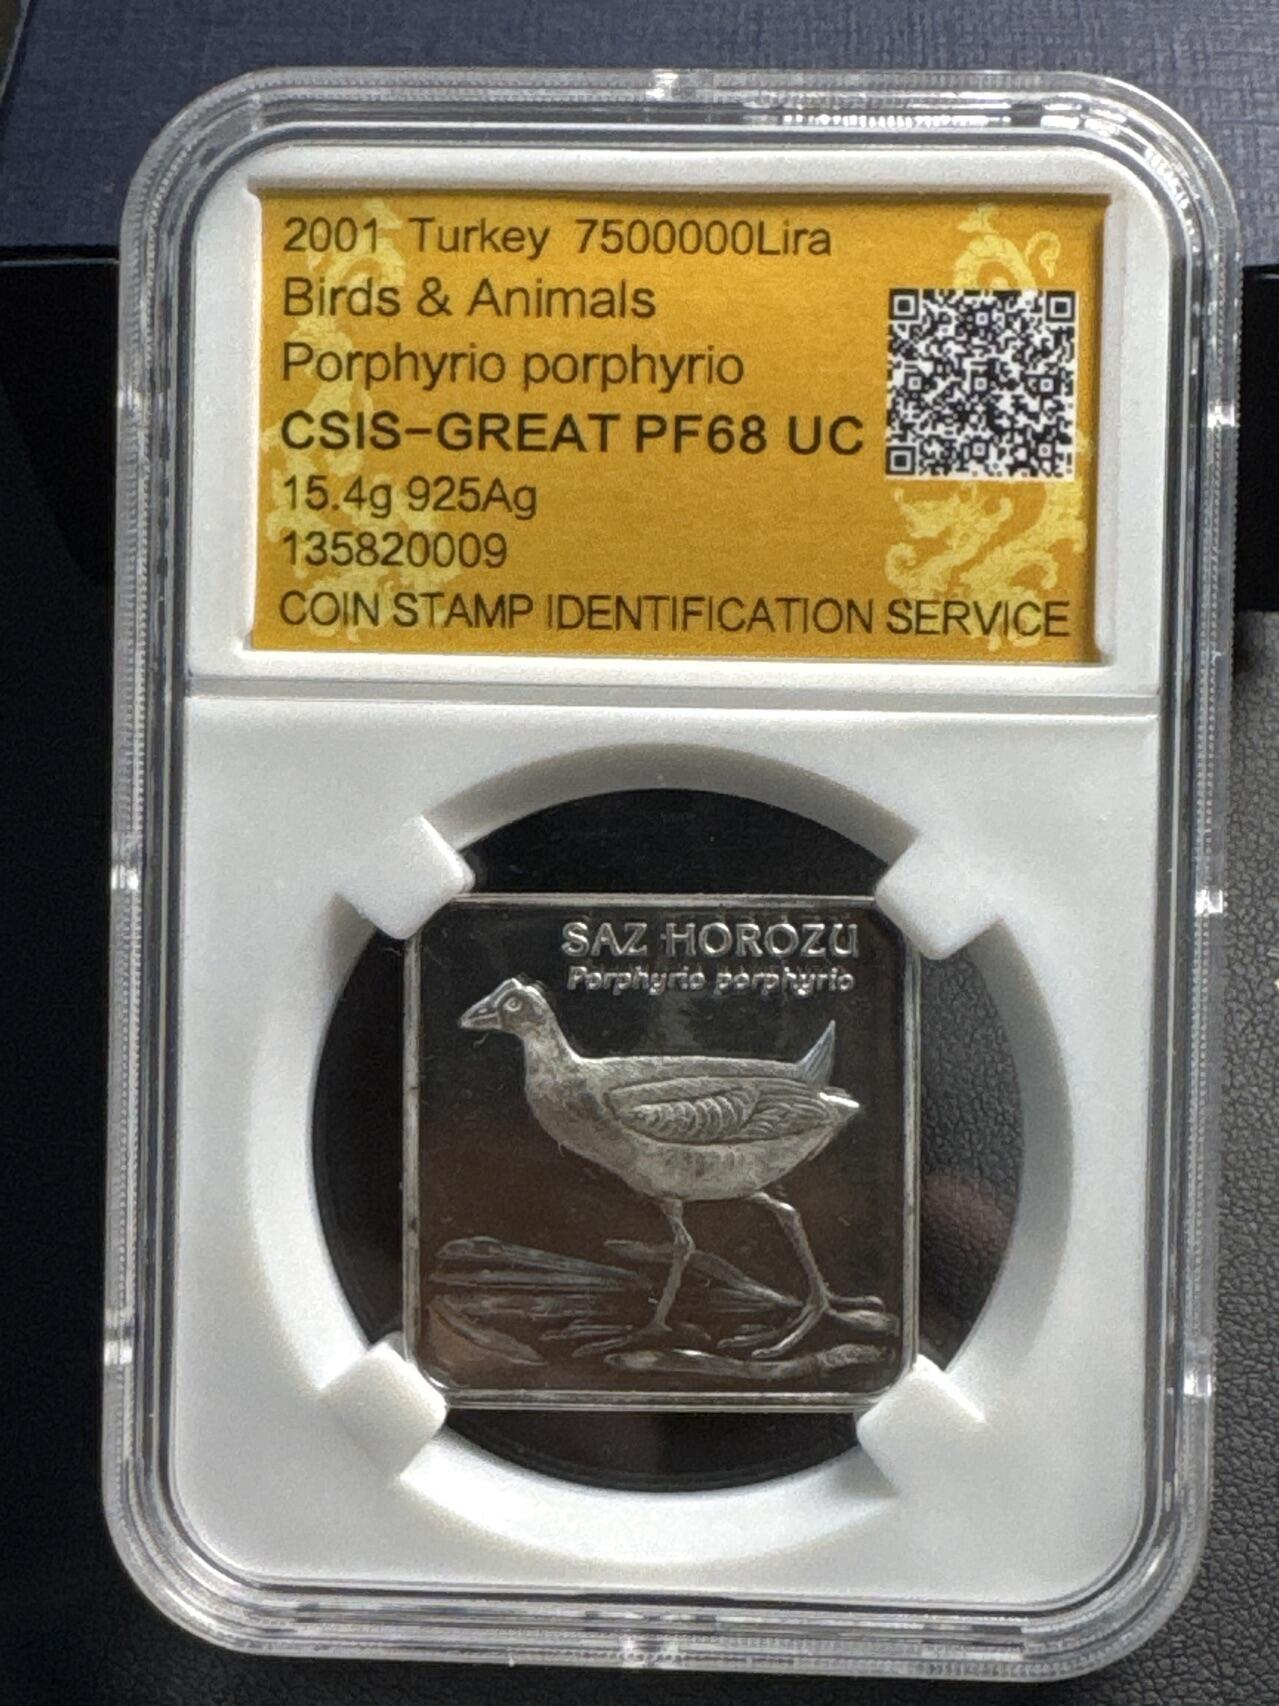 2001 Turkey 7500000Lira
Birds & Animals
Porphyrio porphyrio
CSIS-GREAT PF68 UC
15.4g 925Ag
135820009
COIN STAMP IDENTIFICATION SERVICE
SAZ HOROZU
Porphyrio porphyrio